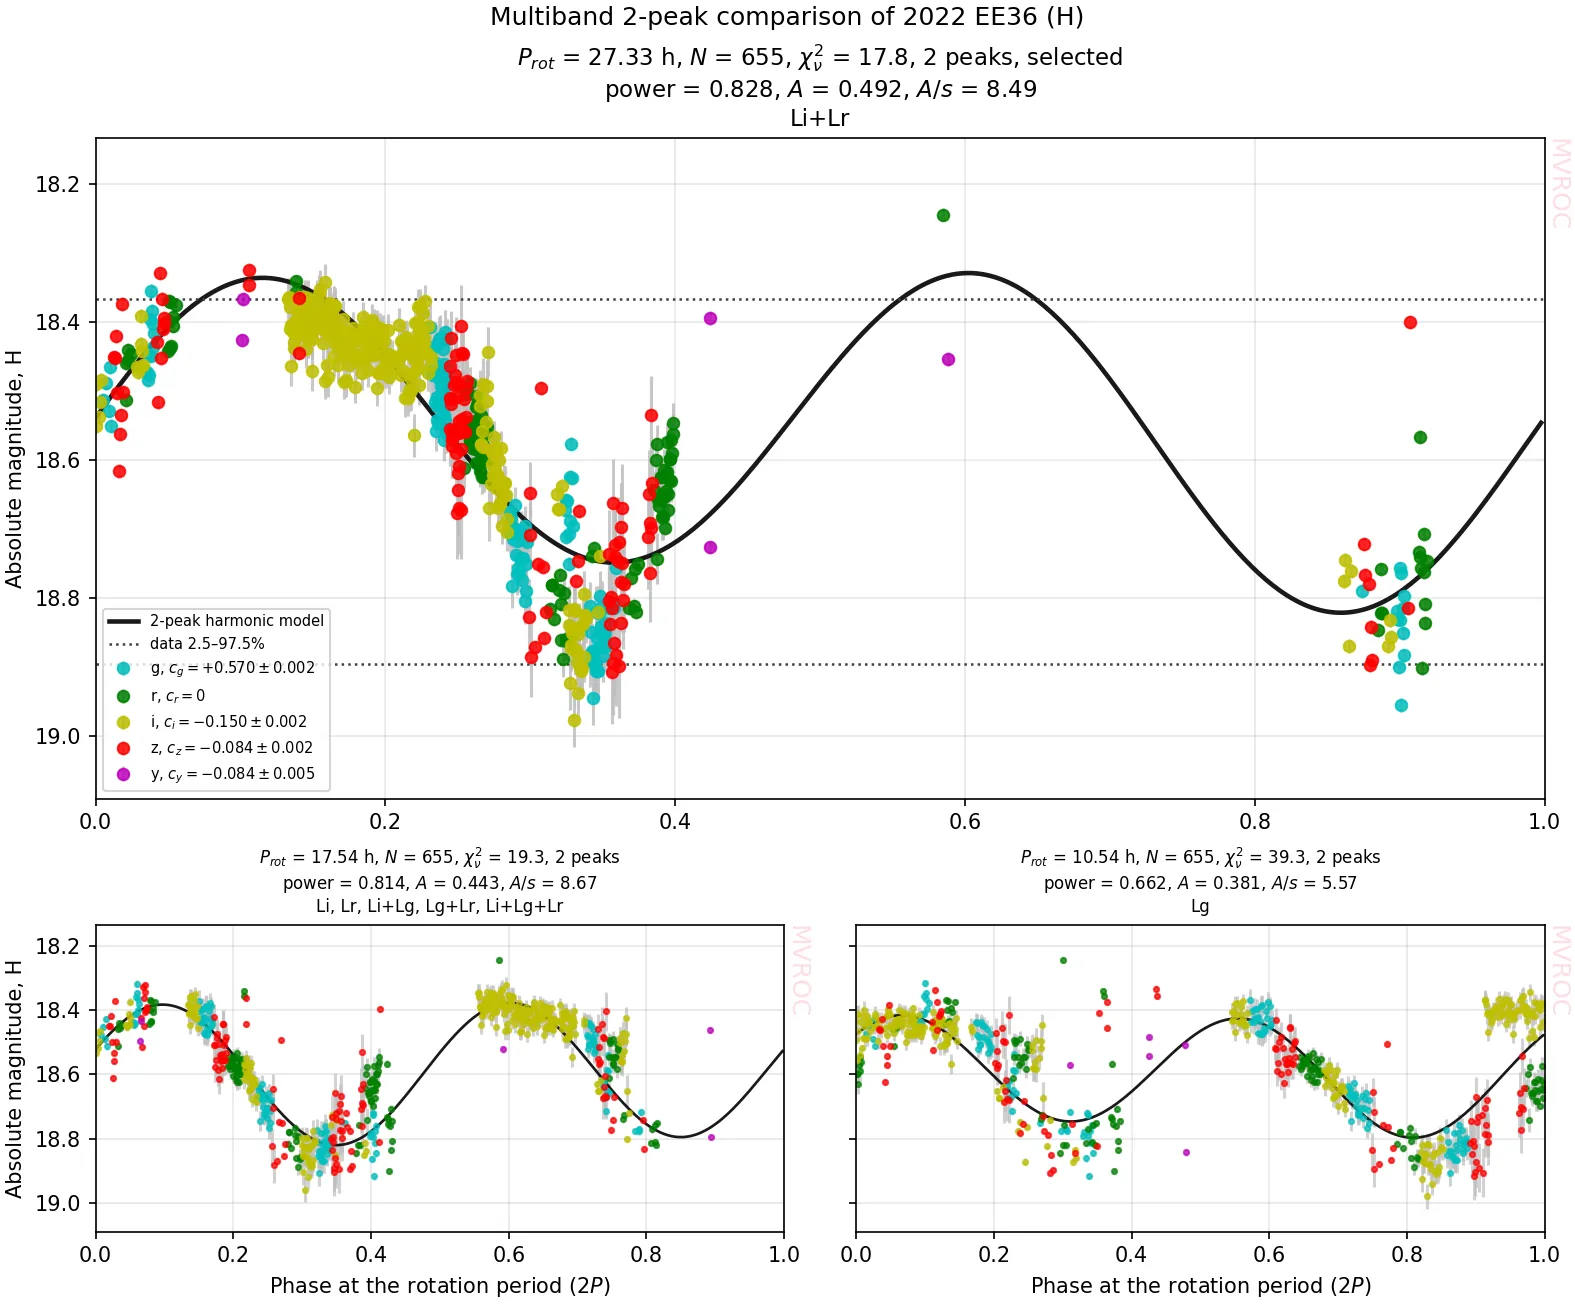 Multiband 2-peak comparison of 2022 EE36 (H)
P_rot = 27.33 h, N = 655, χ²_ν = 17.8, 2 peaks, selected
power = 0.828, A = 0.492, A/s = 8.49
Li+Lr
MVROC
18.2
18.4
18.6
18.8
19.0
Absolute magnitude, H
2-peak harmonic model
data 2.5–97.5%
g, c_g = +0.570 ± 0.002
r, c_r = 0
i, c_i = −0.150 ± 0.002
z, c_z = −0.084 ± 0.002
y, c_y = −0.084 ± 0.005
0.0 0.2 0.4 0.6 0.8 1.0
P_rot = 17.54 h, N = 655, χ²_ν = 19.3, 2 peaks
power = 0.814, A = 0.443, A/s = 8.67
Li, Lr, Li+Lg, Lg+Lr, Li+Lg+Lr
MVROC
18.2
18.4
18.6
18.8
19.0
Absolute magnitude, H
0.0 0.2 0.4 0.6 0.8 1.0
Phase at the rotation period (2P)
P_rot = 10.54 h, N = 655, χ²_ν = 39.3, 2 peaks
power = 0.662, A = 0.381, A/s = 5.57
Lg
MVROC
0.0 0.2 0.4 0.6 0.8 1.0
Phase at the rotation period (2P)